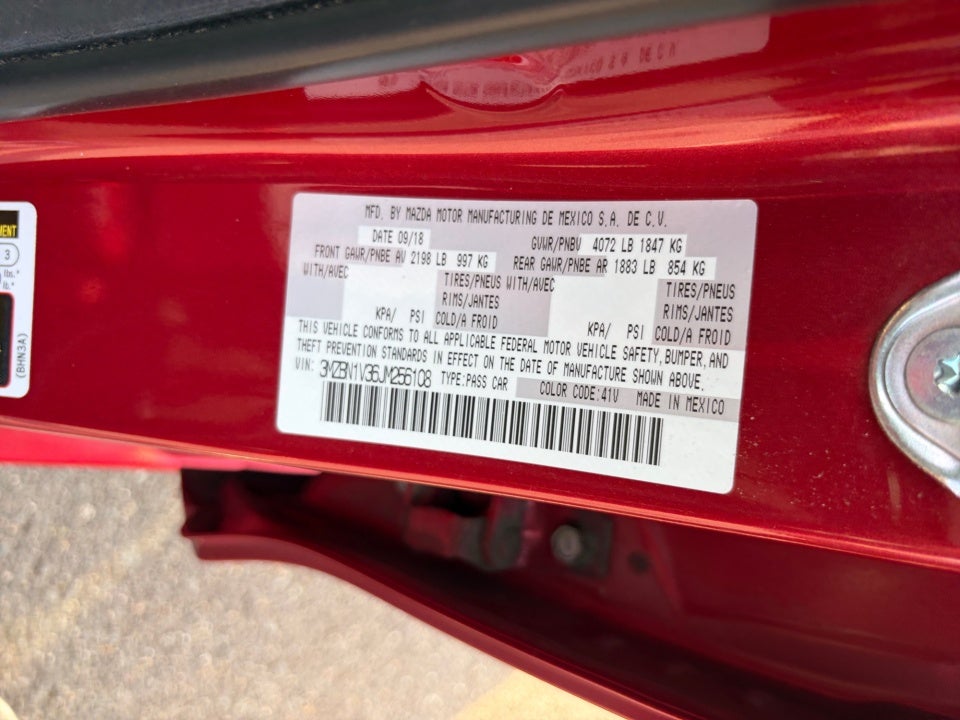 MFD. BY MAZDA MOTOR MANUFACTURING DE MEXICO S.A. DE C.V.
DATE 09/18 GVWR/PNBV 4072 LB 1847 KG
FRONT GAWR/PNBE AV 2198 LB 997 KG REAR GAWR/PNBE AR 1883 LB 854 KG
WITH/AVEC TIRES/PNEUS WITH/AVEC TIRES/PNEUS
RIMS/JANTES RIMS/JANTES
KPA/ PSI COLD/A FROID KPA/ PSI COLD/A FROID
THIS VEHICLE CONFORMS TO ALL APPLICABLE FEDERAL MOTOR VEHICLE SAFETY, BUMPER, AND
THEFT PREVENTION STANDARDS IN EFFECT ON THE DATE OF MANUFACTURE SHOWN ABOVE.
VIN: 3MZBN1V36JM256108 TYPE:PASS CAR COLOR CODE:41V MADE IN MEXICO
3
lbs.*
lb.*
(BHN3A)